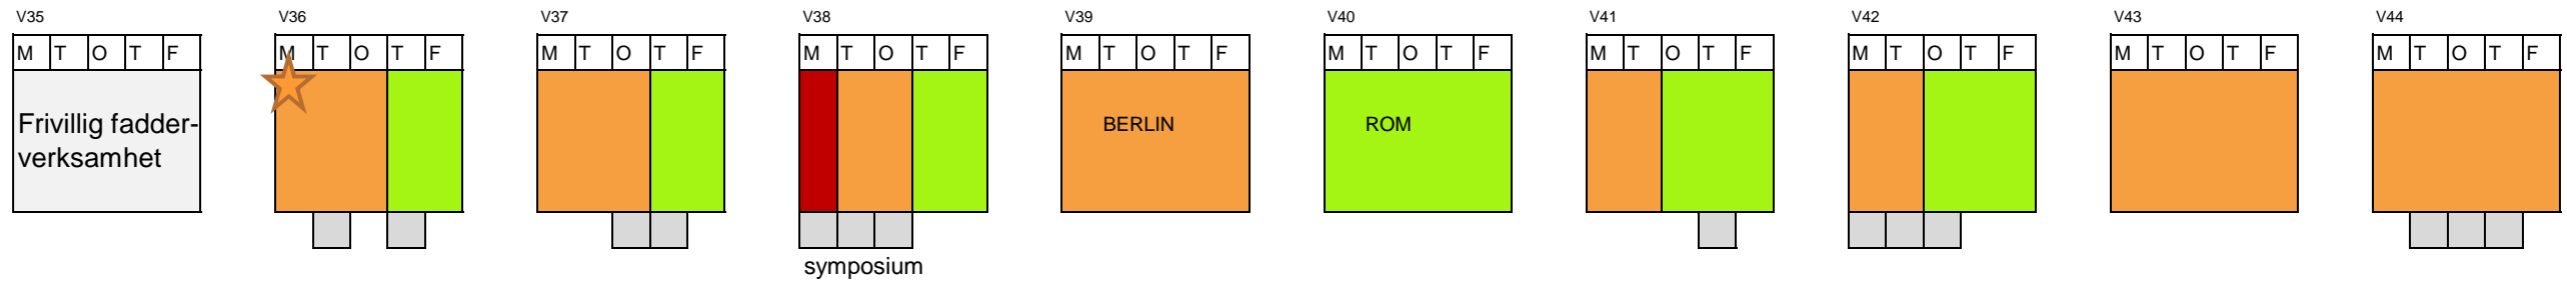 V35 V36 V37 V38 V39 V40 V41 V42 V43 V44
M T O T F M T O T F M T O T F M T O T F M T O T F M T O T F M T O T F M T O T F M T O T F M T O T F
Frivillig fadder-
verksamhet
BERLIN
ROM
symposium